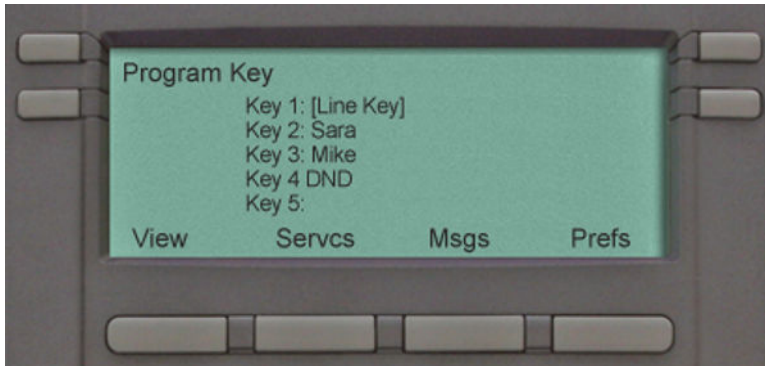 Program Key
Key 1: [Line Key]
Key 2: Sara
Key 3: Mike
Key 4 DND
Key 5:
View Servcs Msgs Prefs